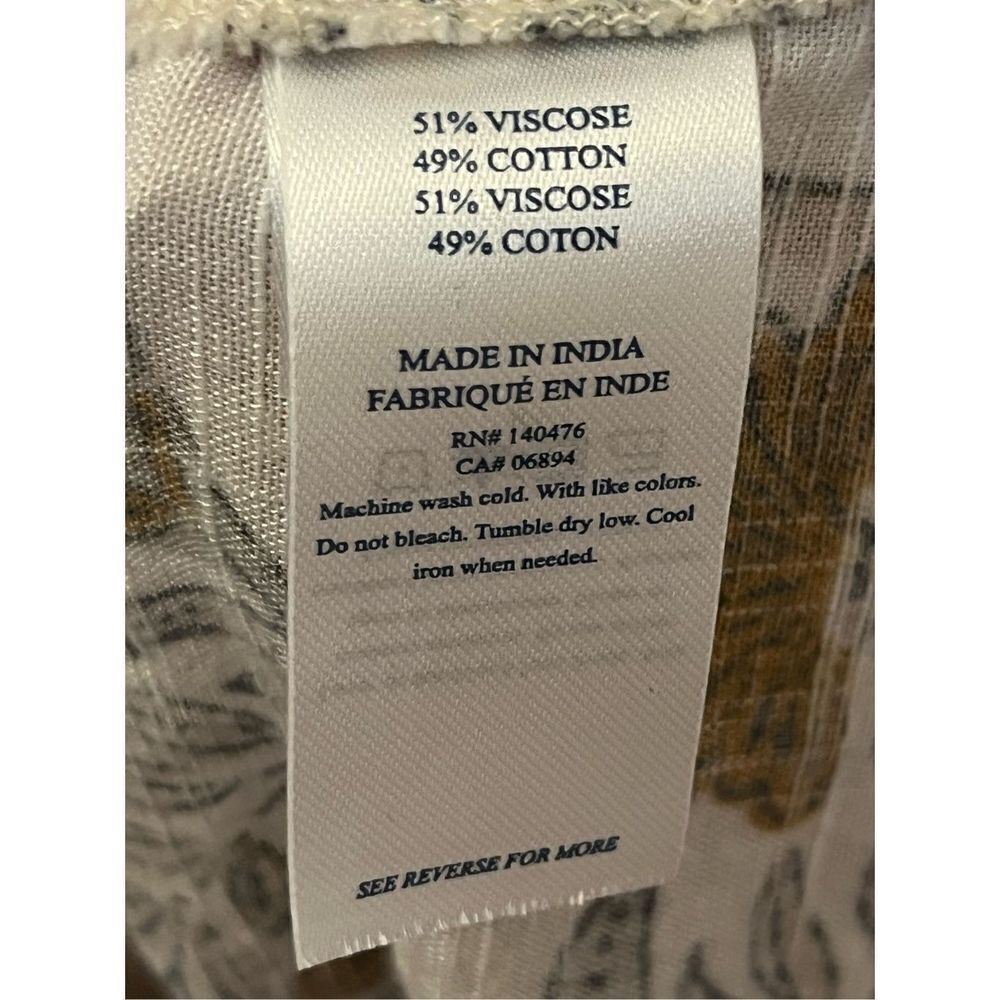 51% VISCOSE
49% COTTON
51% VISCOSE
49% COTON
MADE IN INDIA
FABRIQUÉ EN INDE
RN# 140476
CA# 06894
Machine wash cold. With like colors.
Do not bleach. Tumble dry low. Cool
iron when needed.
SEE REVERSE FOR MORE